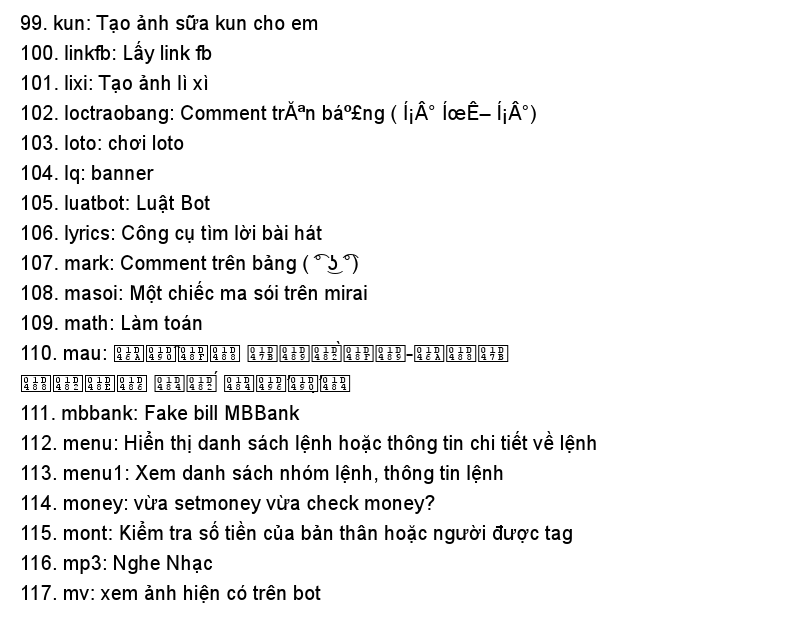 99. kun: Tạo ảnh sữa kun cho em
100. linkfb: Lấy link fb
101. lixi: Tạo ảnh lì xì
102. loctraobang: Comment trÃªn báº£ng ( Í¡Â° ÍœÊ– Í¡Â°)
103. loto: chơi loto
104. lq: banner
105. luatbot: Luật Bot
106. lyrics: Công cụ tìm lời bài hát
107. mark: Comment trên bảng ( ͡° ͜ʖ ͡°)
108. masoi: Một chiếc ma sói trên mirai
109. math: Làm toán
110. mau:
111. mbbank: Fake bill MBBank
112. menu: Hiển thị danh sách lệnh hoặc thông tin chi tiết về lệnh
113. menu1: Xem danh sách nhóm lệnh, thông tin lệnh
114. money: vừa setmoney vừa check money?
115. mont: Kiểm tra số tiền của bản thân hoặc người được tag
116. mp3: Nghe Nhạc
117. mv: xem ảnh hiện có trên bot